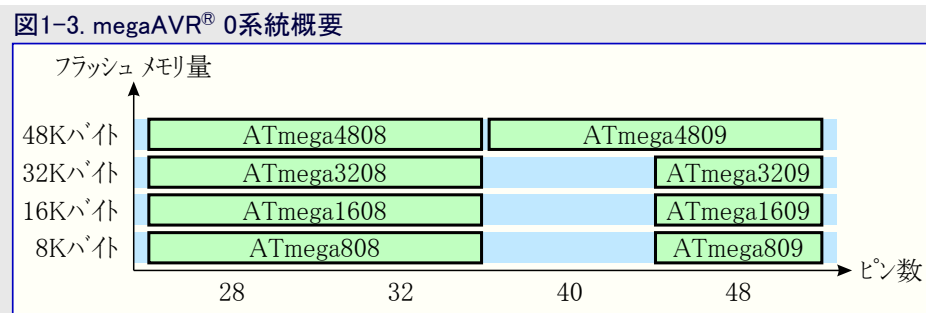 図1-3. megaAVR® 0系統概要
フラッシュ メモリ量
48Kバイト ATmega4808 ATmega4809
32Kバイト ATmega3208 ATmega3209
16Kバイト ATmega1608 ATmega1609
8Kバイト ATmega808 ATmega809
ピン数
28 32 40 48